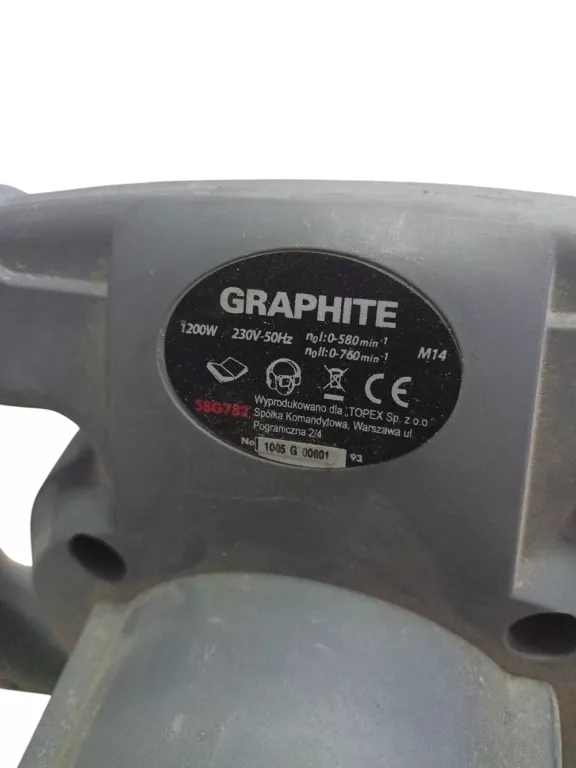 GRAPHITE
1200W 230V-50Hz n₀I:0-580min⁻¹ M14
n₀II:0-760min⁻¹
58G782
Wyprodukowano dla „TOPEX Sp. z o.o"
Spółka Komandytowa, Warszawa ul.
Pograniczna 2/4
No 1005 G 00601 93
CE